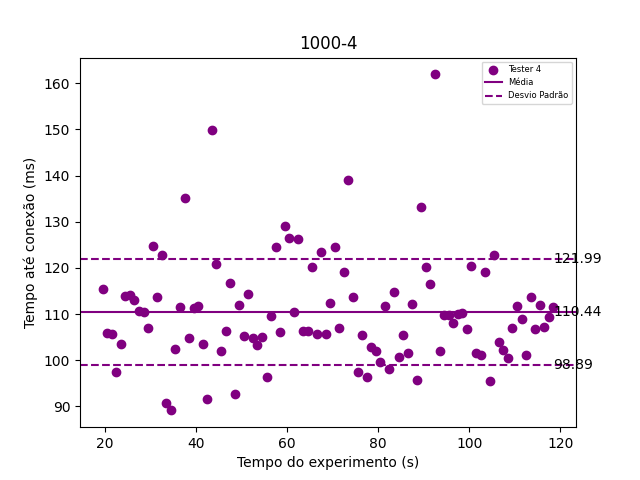 1000-4
Tester 4
Média
Desvio Padrão
160
150
140
130
120
110
100
90
121.99
110.44
98.89
Tempo até conexão (ms)
20 40 60 80 100 120
Tempo do experimento (s)